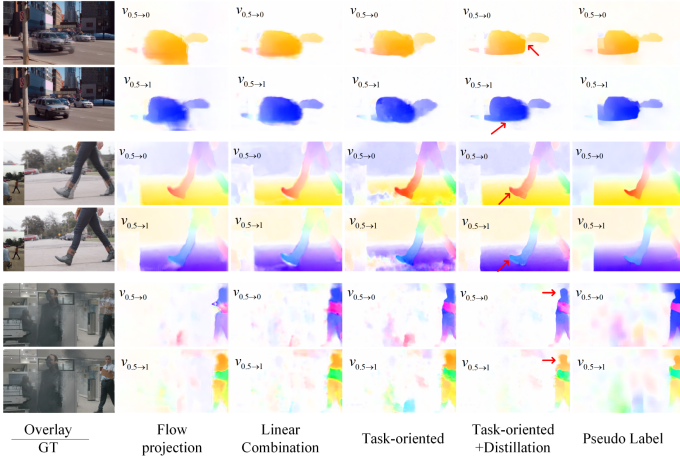 v0.5→0 v0.5→0 v0.5→0 v0.5→0 v0.5→0
v0.5→1 v0.5→1 v0.5→1 v0.5→1 v0.5→1
v0.5→0 v0.5→0 v0.5→0 v0.5→0 v0.5→0
v0.5→1 v0.5→1 v0.5→1 v0.5→1 v0.5→1
v0.5→0 v0.5→0 v0.5→0 v0.5→0 v0.5→0
v0.5→1 v0.5→1 v0.5→1 v0.5→1 v0.5→1
Overlay
GT
Flow
projection
Linear
Combination
Task-oriented
Task-oriented
+Distillation
Pseudo Label